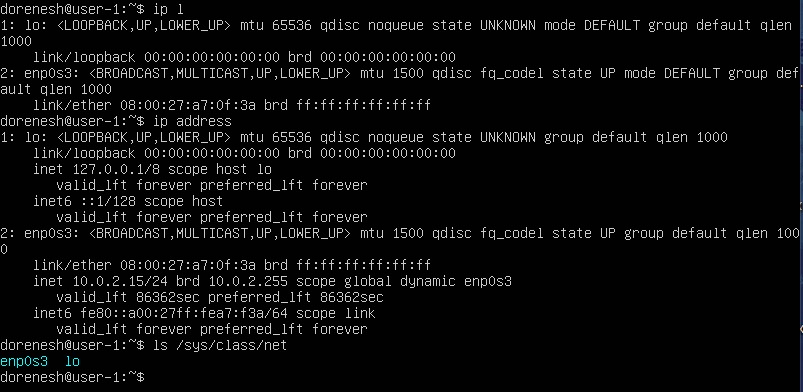 dorenesh@user-1:~$ ip l
1: lo: <LOOPBACK,UP,LOWER_UP> mtu 65536 qdisc noqueue state UNKNOWN mode DEFAULT group default qlen
1000
    link/loopback 00:00:00:00:00:00 brd 00:00:00:00:00:00
2: enp0s3: <BROADCAST,MULTICAST,UP,LOWER_UP> mtu 1500 qdisc fq_codel state UP mode DEFAULT group def
ault qlen 1000
    link/ether 08:00:27:a7:0f:3a brd ff:ff:ff:ff:ff:ff
dorenesh@user-1:~$ ip address
1: lo: <LOOPBACK,UP,LOWER_UP> mtu 65536 qdisc noqueue state UNKNOWN group default qlen 1000
    link/loopback 00:00:00:00:00:00 brd 00:00:00:00:00:00
    inet 127.0.0.1/8 scope host lo
       valid_lft forever preferred_lft forever
    inet6 ::1/128 scope host
       valid_lft forever preferred_lft forever
2: enp0s3: <BROADCAST,MULTICAST,UP,LOWER_UP> mtu 1500 qdisc fq_codel state UP group default qlen 100
0
    link/ether 08:00:27:a7:0f:3a brd ff:ff:ff:ff:ff:ff
    inet 10.0.2.15/24 brd 10.0.2.255 scope global dynamic enp0s3
       valid_lft 86362sec preferred_lft 86362sec
    inet6 fe80::a00:27ff:fea7:f3a/64 scope link
       valid_lft forever preferred_lft forever
dorenesh@user-1:~$ ls /sys/class/net
enp0s3  lo
dorenesh@user-1:~$